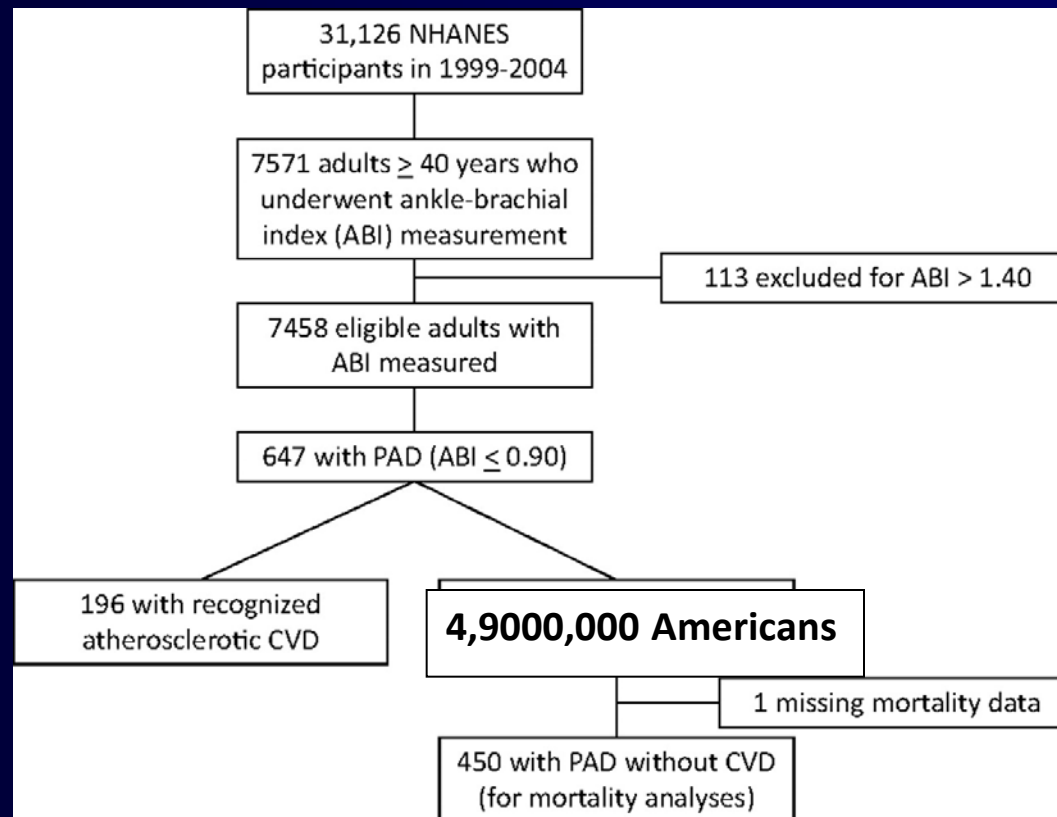 31,126 NHANES
participants in 1999-2004
7571 adults ≥ 40 years who
underwent ankle-brachial
index (ABI) measurement
113 excluded for ABI > 1.40
7458 eligible adults with
ABI measured
647 with PAD (ABI ≤ 0.90)
196 with recognized
atherosclerotic CVD
4,9000,000 Americans
1 missing mortality data
450 with PAD without CVD
(for mortality analyses)